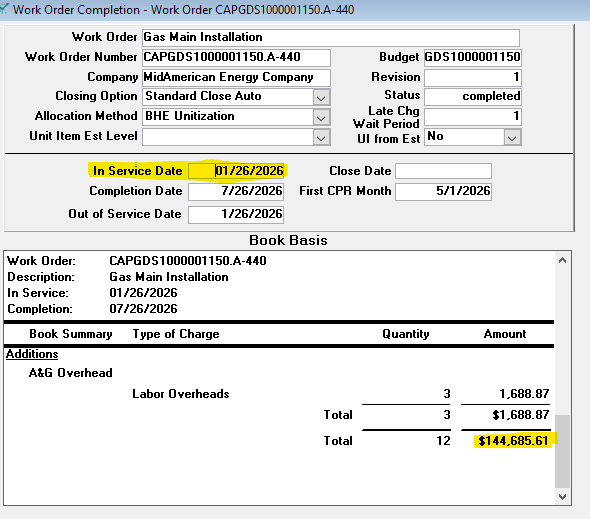 Work Order Completion - Work Order CAPGDS1000001150.A-440
Work Order Gas Main Installation
Work Order Number CAPGDS1000001150.A-440 Budget GDS1000001150
Company MidAmerican Energy Company Revision 1
Closing Option Standard Close Auto Status completed
Allocation Method BHE Unitization Late Chg Wait Period 1
Unit Item Est Level UI from Est No
In Service Date 01/26/2026 Close Date
Completion Date 7/26/2026 First CPR Month 5/1/2026
Out of Service Date 1/26/2026
Book Basis
Work Order: CAPGDS1000001150.A-440
Description: Gas Main Installation
In Service: 01/26/2026
Completion: 07/26/2026
Book Summary Type of Charge Quantity Amount
Additions
A&G Overhead
Labor Overheads 3 1,688.87
Total 3 $1,688.87
Total 12 $144,685.61